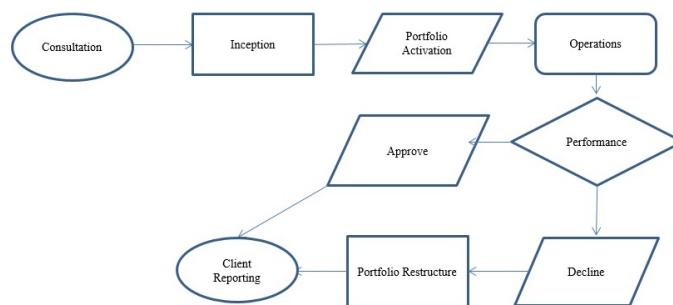 Consultation
Inception
Portfolio
Activation
Operations
Performance
Approve
Client
Reporting
Portfolio Restructure
Decline